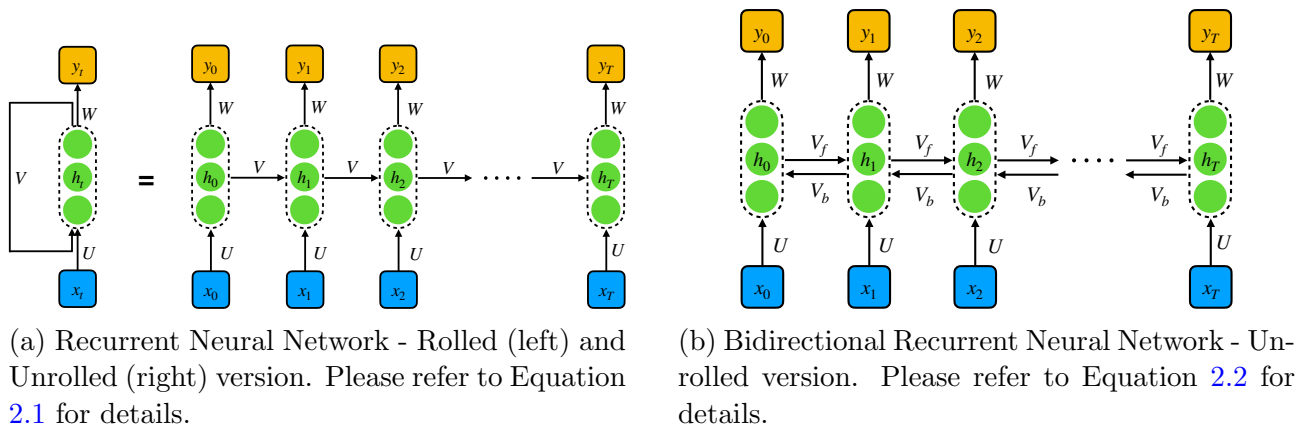 y_t y_0 y_1 y_2 y_T
W W W W W
V
h_t = h_0 V h_1 V h_2 V · · · · V h_T
U U U U U
x_t x_0 x_1 x_2 x_T
(a) Recurrent Neural Network - Rolled (left) and
Unrolled (right) version. Please refer to Equation
2.1 for details.
y_0 y_1 y_2 y_T
W W W W
V_f V_f V_f V_f
h_0 h_1 h_2 · · · · h_T
V_b V_b V_b V_b
U U U U
x_0 x_1 x_2 x_T
(b) Bidirectional Recurrent Neural Network - Un-
rolled version. Please refer to Equation 2.2 for
details.